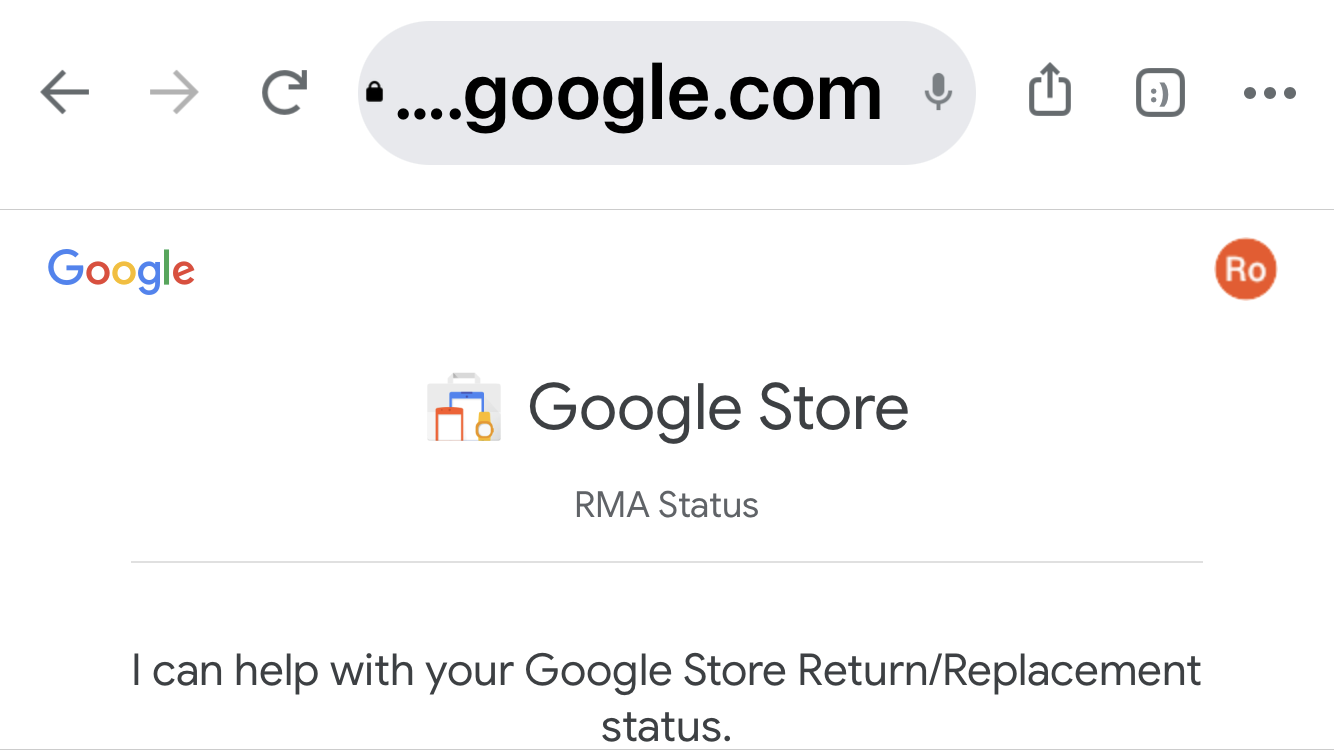 ....google.com
:)
Google
Ro
Google Store
RMA Status
I can help with your Google Store Return/Replacement
status.